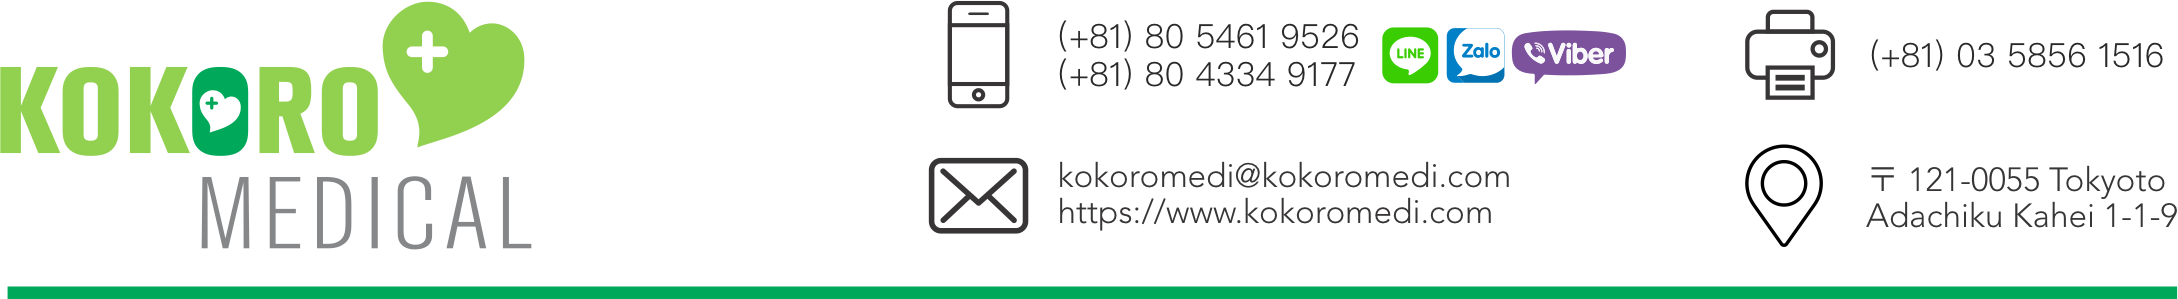 KOKORO
MEDICAL
(+81) 80 5461 9526
(+81) 80 4334 9177
LINE
Zalo
Viber
(+81) 03 5856 1516
kokoromedi@kokoromedi.com
https://www.kokoromedi.com
〒 121-0055 Tokyoto
Adachiku Kahei 1-1-9